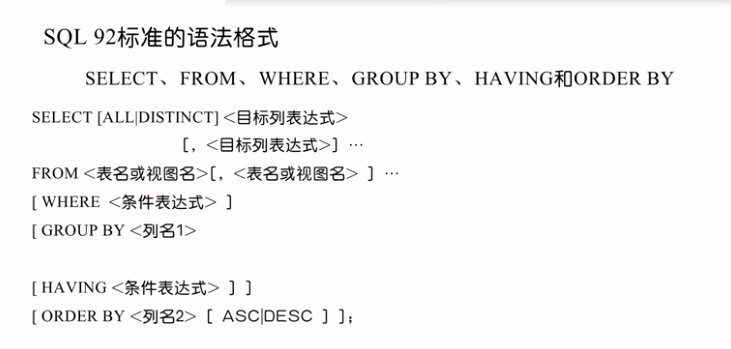 SQL 92标准的语法格式
SELECT、FROM、WHERE、GROUP BY、HAVING和ORDER BY
SELECT [ALL|DISTINCT] <目标列表达式>
[，<目标列表达式>] …
FROM <表名或视图名>[，<表名或视图名> ] …
[ WHERE <条件表达式> ]
[ GROUP BY <列名1>
[ HAVING <条件表达式> ] ]
[ ORDER BY <列名2> [ ASC|DESC ] ]；